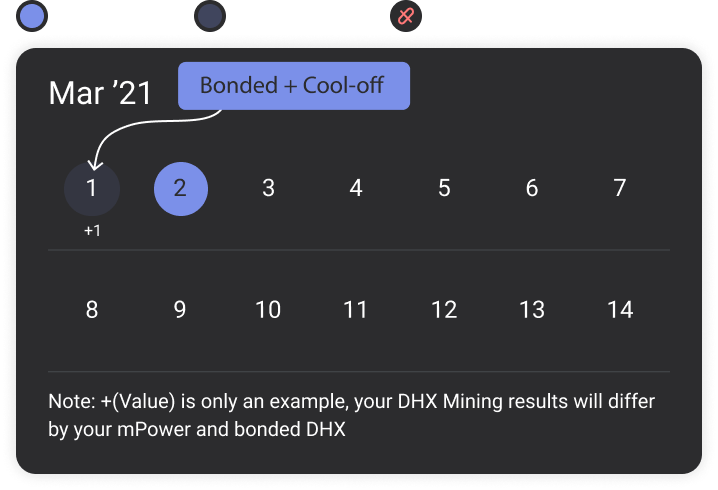 Mar ’21
Bonded + Cool-off
1 2 3 4 5 6 7
+1
8 9 10 11 12 13 14
Note: +(Value) is only an example, your DHX Mining results will differ
by your mPower and bonded DHX